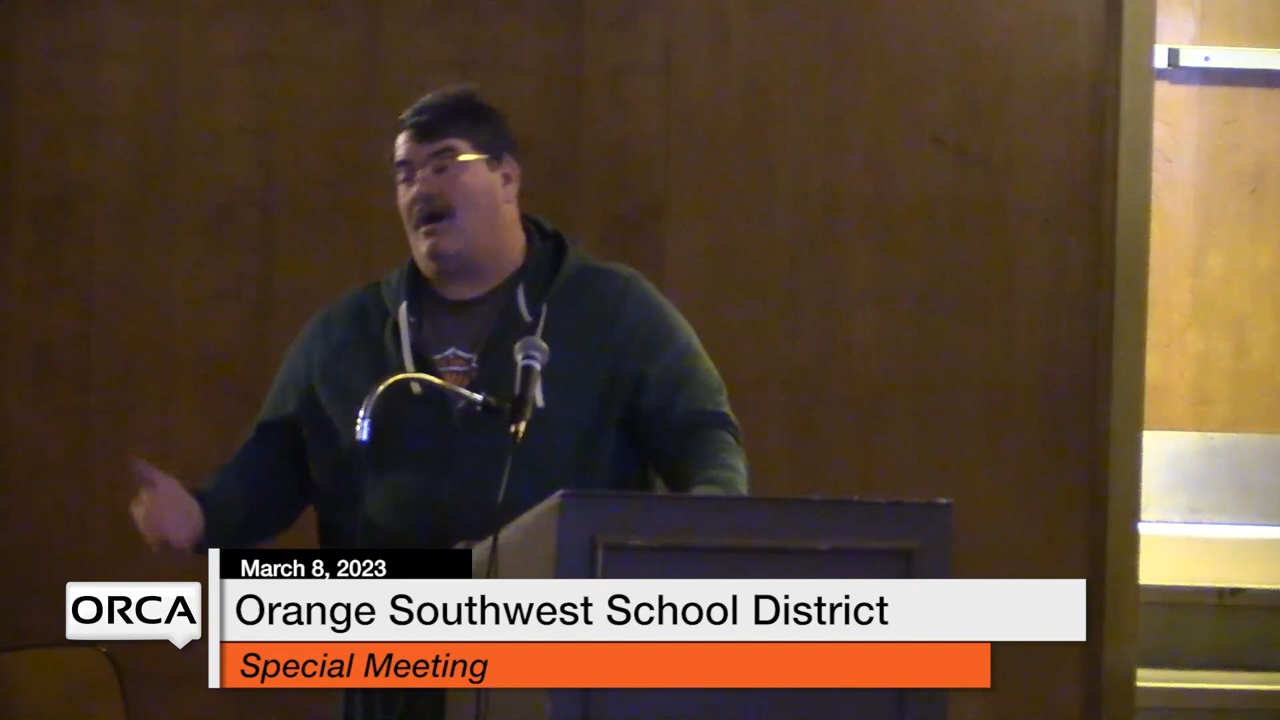 March 8, 2023
ORCA
Orange Southwest School District
Special Meeting